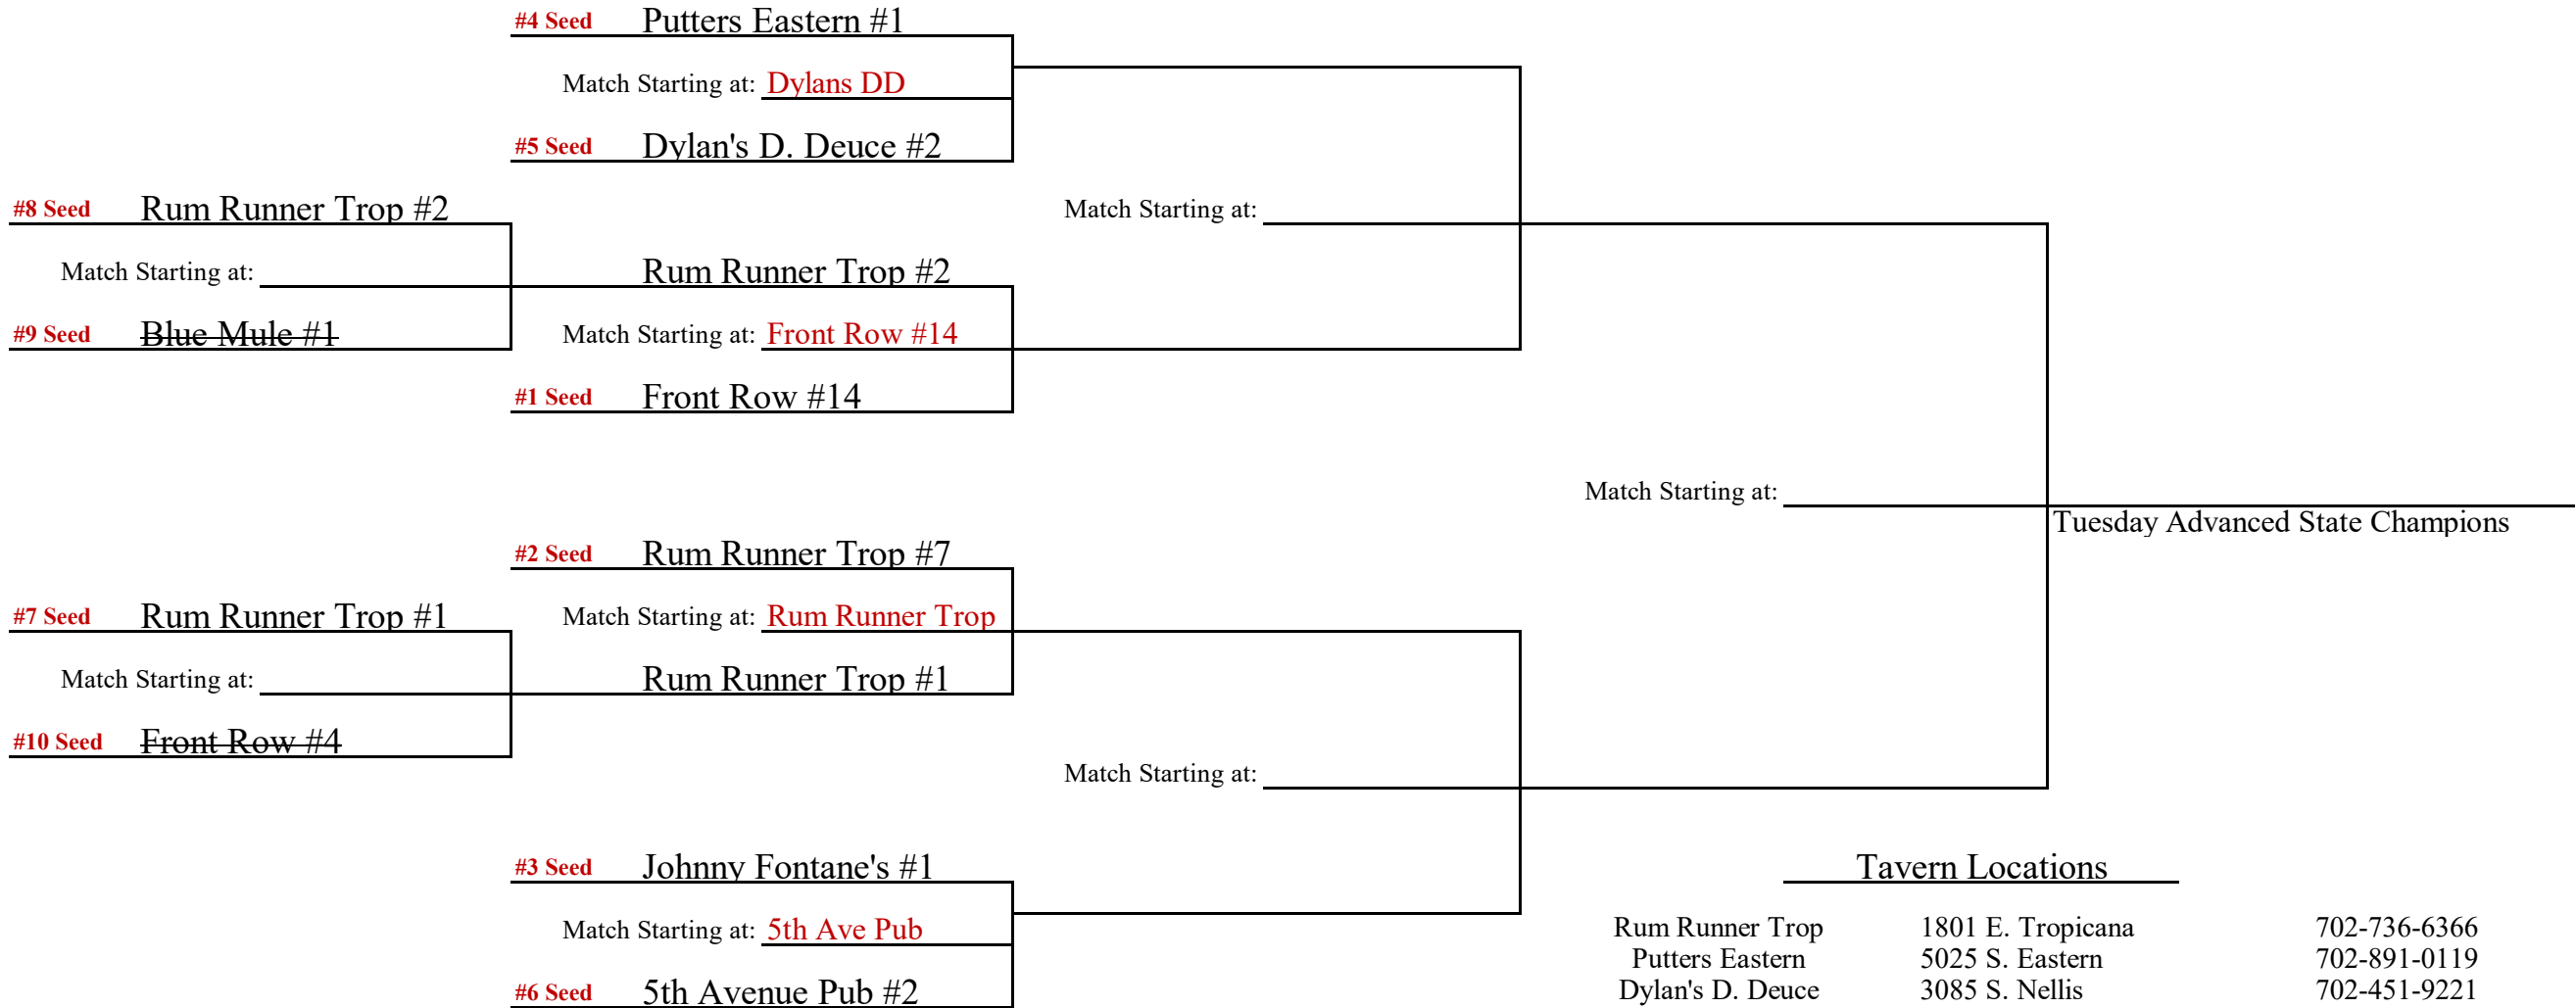 #4 Seed Putters Eastern #1
Match Starting at: Dylans DD
#5 Seed Dylan's D. Deuce #2
#8 Seed Rum Runner Trop #2
Match Starting at:
Match Starting at:
Rum Runner Trop #2
#9 Seed Blue Mule #1
Match Starting at: Front Row #14
#1 Seed Front Row #14
Match Starting at:
Tuesday Advanced State Champions
#2 Seed Rum Runner Trop #7
#7 Seed Rum Runner Trop #1
Match Starting at: Rum Runner Trop
Match Starting at:
Rum Runner Trop #1
#10 Seed Front Row #4
Match Starting at:
#3 Seed Johnny Fontane's #1
Tavern Locations
Match Starting at: 5th Ave Pub
Rum Runner Trop 1801 E. Tropicana 702-736-6366
Putters Eastern 5025 S. Eastern 702-891-0119
#6 Seed 5th Avenue Pub #2
Dylan's D. Deuce 3085 S. Nellis 702-451-9221